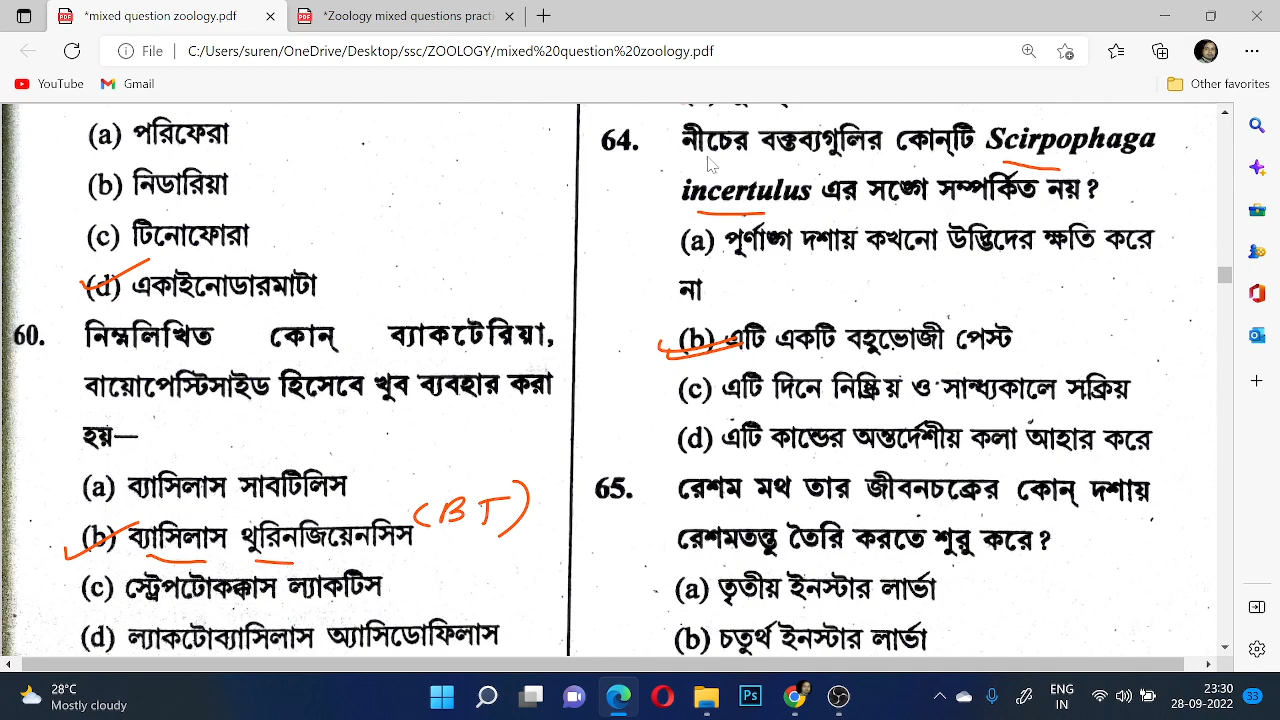 *mixed question zoology.pdf
*Zoology mixed questions practi
File
C:/Users/suren/OneDrive/Desktop/ssc/ZOOLOGY/mixed%20question%20zoology.pdf
YouTube
Gmail
Other favorites
(a) পরিফেরা
(b) নিডারিয়া
(c) টিনোফোরা
(d) একাইনোডারমাটা
60. নিম্নলিখিত কোন্ ব্যাকটেরিয়া,
বায়োপেস্টিসাইড হিসেবে খুব ব্যবহার করা
হয়—
(a) ব্যাসিলাস সাবটিলিস
(b) ব্যাসিলাস থুরিনজিয়েনসিস (BT)
(c) স্ট্রেপটোকক্কাস ল্যাকটিস
(d) ল্যাকটোব্যাসিলাস অ্যাসিডোফিলাস
64. নীচের বক্তব্যগুলির কোন্‌টি Scirpophaga
incertulus এর সঙ্গে সম্পর্কিত নয় ?
(a) পূর্ণাঙ্গ দশায় কখনো উদ্ভিদের ক্ষতি করে
না
(b) এটি একটি বহুভোজী পেস্ট
(c) এটি দিনে নিষ্ক্রিয় ও সান্ধ্যকালে সক্রিয়
(d) এটি কান্ডের অন্তর্দেশীয় কলা আহার করে
65. রেশম মথ তার জীবনচক্রের কোন্ দশায়
রেশমতন্তু তৈরি করতে শুরু করে ?
(a) তৃতীয় ইনস্টার লার্ভা
(b) চতুর্থ ইনস্টার লার্ভা
28°C
Mostly cloudy
Ps
ENG
IN
23:30
28-09-2022
33